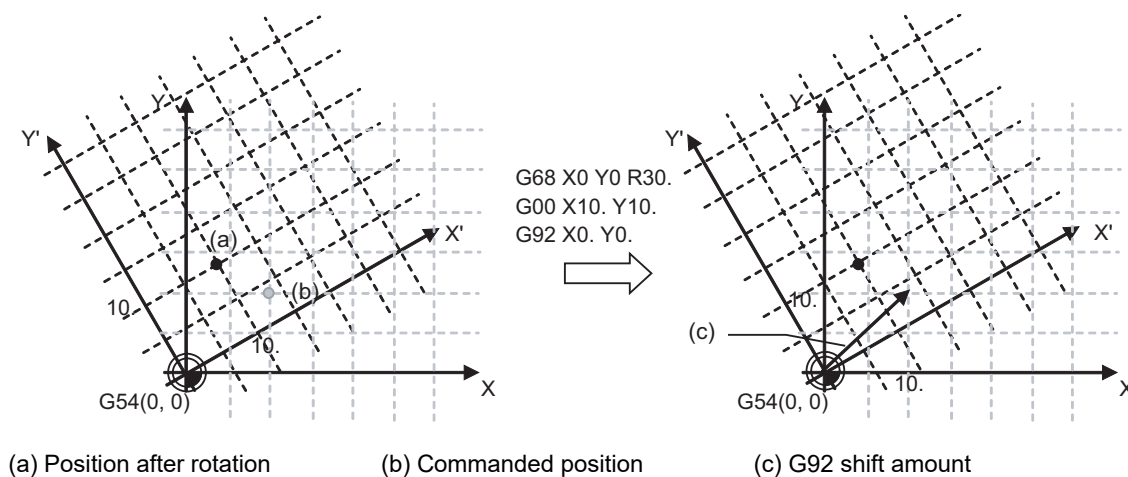 Y
Y'
(a)
X'
10.
(b)
10.
X
G54(0, 0)
G68 X0 Y0 R30.
G00 X10. Y10.
G92 X0. Y0.
Y
Y'
X'
10.
(c)
10.
X
G54(0, 0)
(a) Position after rotation (b) Commanded position (c) G92 shift amount